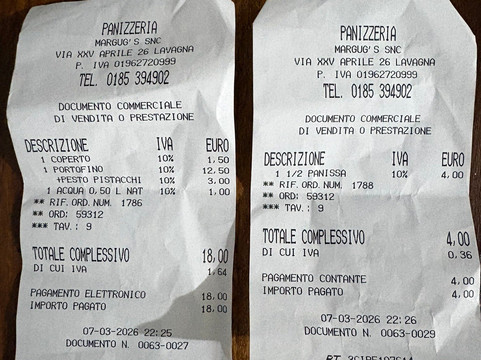 PANIZZERIA
MARGUG'S SNC
VIA XXV APRILE 26 LAVAGNA
P. IVA 01962720999
TEL. 0185 394902
DOCUMENTO COMMERCIALE
DI VENDITA O PRESTAZIONE
DESCRIZIONE IVA EURO
1 COPERTO 10% 1,50
1 PORTOFINO 10% 12,50
+PESTO PISTACCHI 10% 3,00
1 ACQUA 0,50 L NAT 10% 1,00
** RIF.ORD.NUM. 1786
** ORD: 59312
*** TAV.: 9
TOTALE COMPLESSIVO 18,00
DI CUI IVA 1,64
PAGAMENTO ELETTRONICO 18,00
IMPORTO PAGATO 18,00
07-03-2026 22:25
DOCUMENTO N. 0063-0027
PANIZZERIA
MARGUG'S SNC
VIA XXV APRILE 26 LAVAGNA
P. IVA 01962720999
TEL. 0185 394902
DOCUMENTO COMMERCIALE
DI VENDITA O PRESTAZIONE
DESCRIZIONE IVA EURO
1 1/2 PANISSA 10% 4,00
** RIF.ORD.NUM. 1788
** ORD: 59312
*** TAV.: 9
TOTALE COMPLESSIVO 4,00
DI CUI IVA 0,36
PAGAMENTO CONTANTE 4,00
IMPORTO PAGATO 4,00
07-03-2026 22:26
DOCUMENTO N. 0063-0029